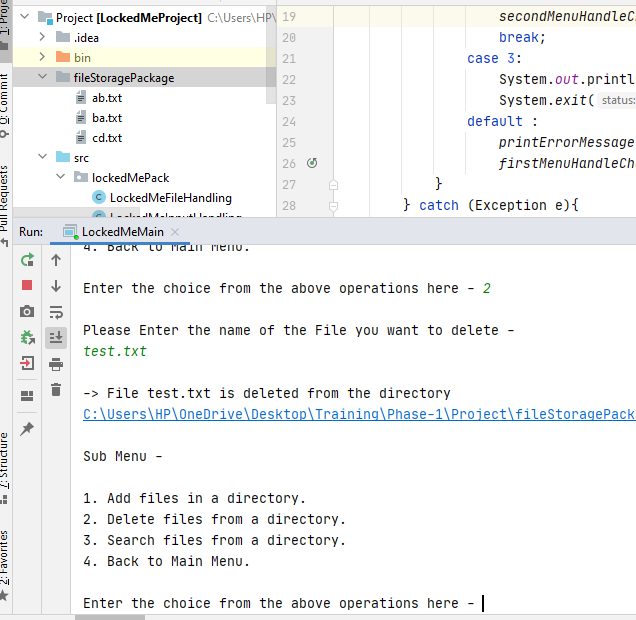 1: Proje
Project [LockedMeProject] C:\Users\HP\
.idea
bin
fileStoragePackage
ab.txt
ba.txt
cd.txt
src
lockedMePack
LockedMeFileHandling
LockedMeInputHandling
0: Commit
Pull Requests
19 secondMenuHandleC
20 break;
21 case 3:
22 System.out.printl
23 System.exit( status:
24 default :
25 printErrorMessage
26 firstMenuHandleCh
27 }
28 } catch (Exception e){
Run: LockedMeMain
4. Back to Main Menu.
Enter the choice from the above operations here - 2
Please Enter the name of the File you want to delete -
test.txt
-> File test.txt is deleted from the directory
C:\Users\HP\OneDrive\Desktop\Training\Phase-1\Project\fileStoragePack
Sub Menu -
1. Add files in a directory.
2. Delete files from a directory.
3. Search files from a directory.
4. Back to Main Menu.
Enter the choice from the above operations here -
7: Structure
2: Favorites